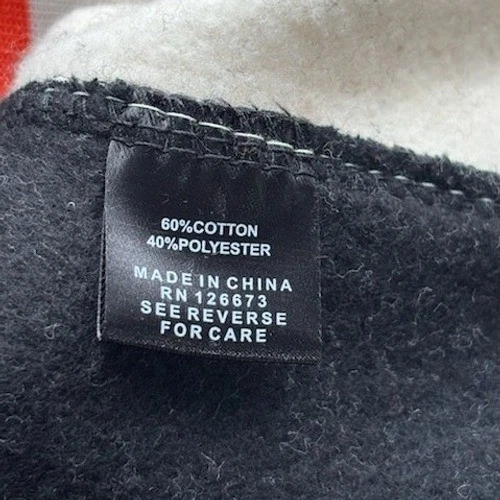 60%COTTON
40%POLYESTER
MADE IN CHINA
RN 126673
SEE REVERSE
FOR CARE